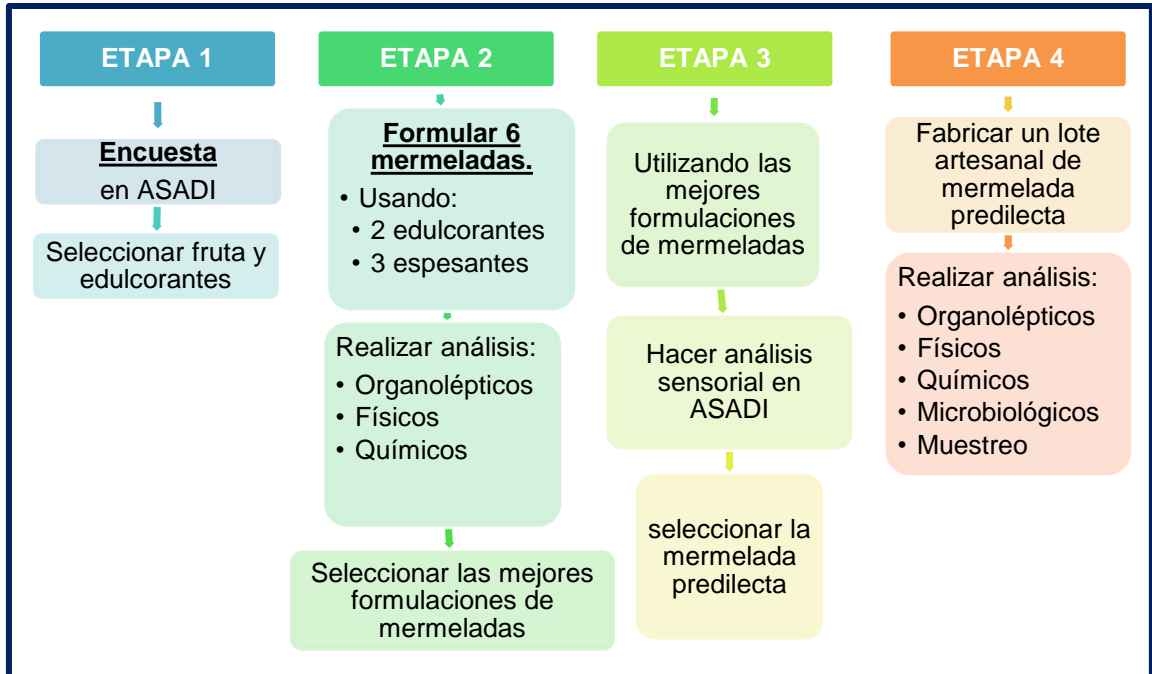 ETAPA 1
Encuesta
en ASADI
Seleccionar fruta y
edulcorantes
ETAPA 2
Formular 6
mermeladas.
• Usando:
• 2 edulcorantes
• 3 espesantes
Realizar análisis:
• Organolépticos
• Físicos
• Químicos
Seleccionar las mejores
formulaciones de
mermeladas
ETAPA 3
Utilizando las
mejores
formulaciones
de mermeladas
Hacer análisis
sensorial en
ASADI
seleccionar la
mermelada
predilecta
ETAPA 4
Fabricar un lote
artesanal de
mermelada
predilecta
Realizar análisis:
• Organolépticos
• Físicos
• Químicos
• Microbiológicos
• Muestreo